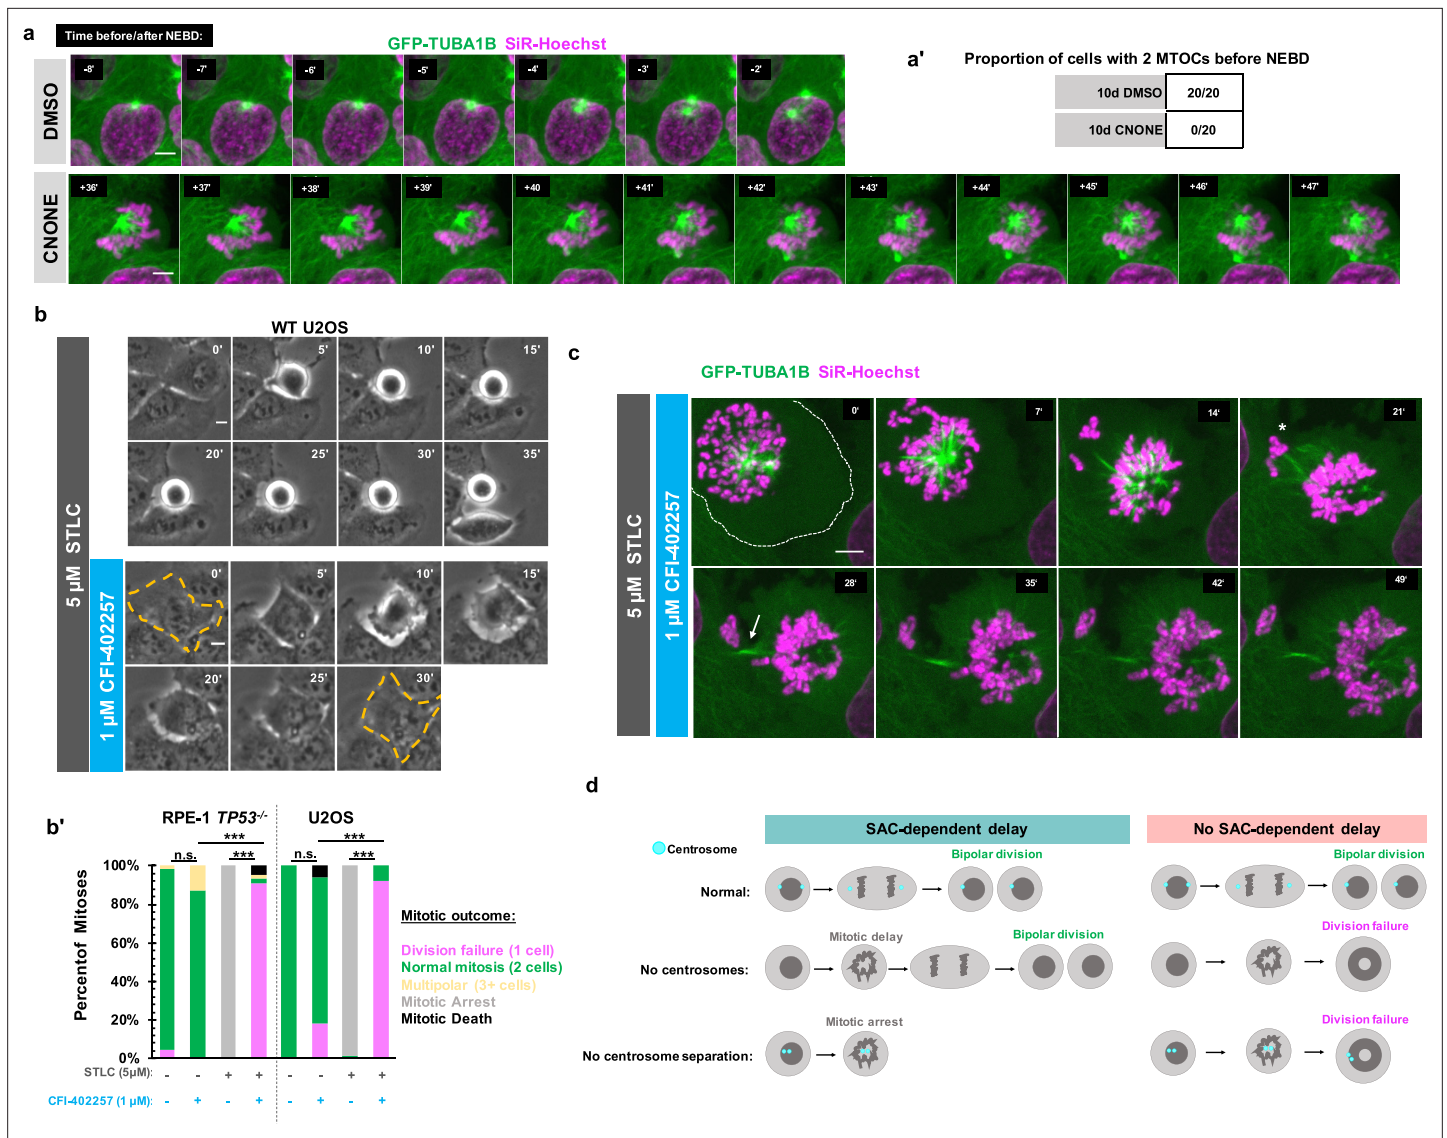 a
Time before/after NEBD:
GFP-TUBA1B SiR-Hoechst
DMSO
-8' -7' -6' -5' -4' -3' -2'
CNONE
+36' +37' +38' +39' +40 +41' +42' +43' +44' +45' +46' +47'
a'
Proportion of cells with 2 MTOCs before NEBD
10d DMSO 20/20
10d CNONE 0/20
b
WT U2OS
5 µM STLC
0' 5' 10' 15'
20' 25' 30' 35'
1 µM CFI-402257
0' 5' 10' 15'
20' 25' 30'
c
GFP-TUBA1B SiR-Hoechst
5 µM STLC
1 µM CFI-402257
0' 7' 14' 21'
*
28' 35' 42' 49'
b'
RPE-1 TP53-/- U2OS
*** ***
n.s. *** n.s. ***
Percentof Mitoses
100%
80%
60%
40%
20%
0%
STLC (5µM): - - + + - - + +
CFI-402257 (1 µM): - + - + - + - +
Mitotic outcome:
Division failure (1 cell)
Normal mitosis (2 cells)
Multipolar (3+ cells)
Mitotic Arrest
Mitotic Death
d
SAC-dependent delay
No SAC-dependent delay
Centrosome
Bipolar division
Bipolar division
Normal:
Mitotic delay
Bipolar division
Division failure
No centrosomes:
Mitotic arrest
Division failure
No centrosome separation: